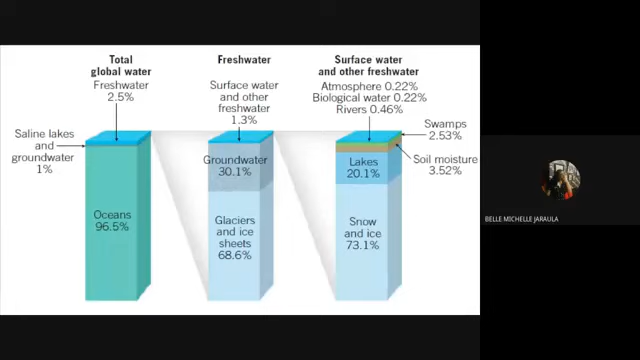 Total
global water
Freshwater
2.5%
Saline lakes
and
groundwater
1%
Oceans
96.5%
Freshwater
Surface water
and other
freshwater
1.3%
Groundwater
30.1%
Glaciers
and ice
sheets
68.6%
Surface water
and other freshwater
Atmosphere 0.22%
Biological water 0.22%
Rivers 0.46%
Swamps
2.53%
Lakes
20.1%
Soil moisture
3.52%
Snow
and ice
73.1%
BELLE MICHELLE JARAULA